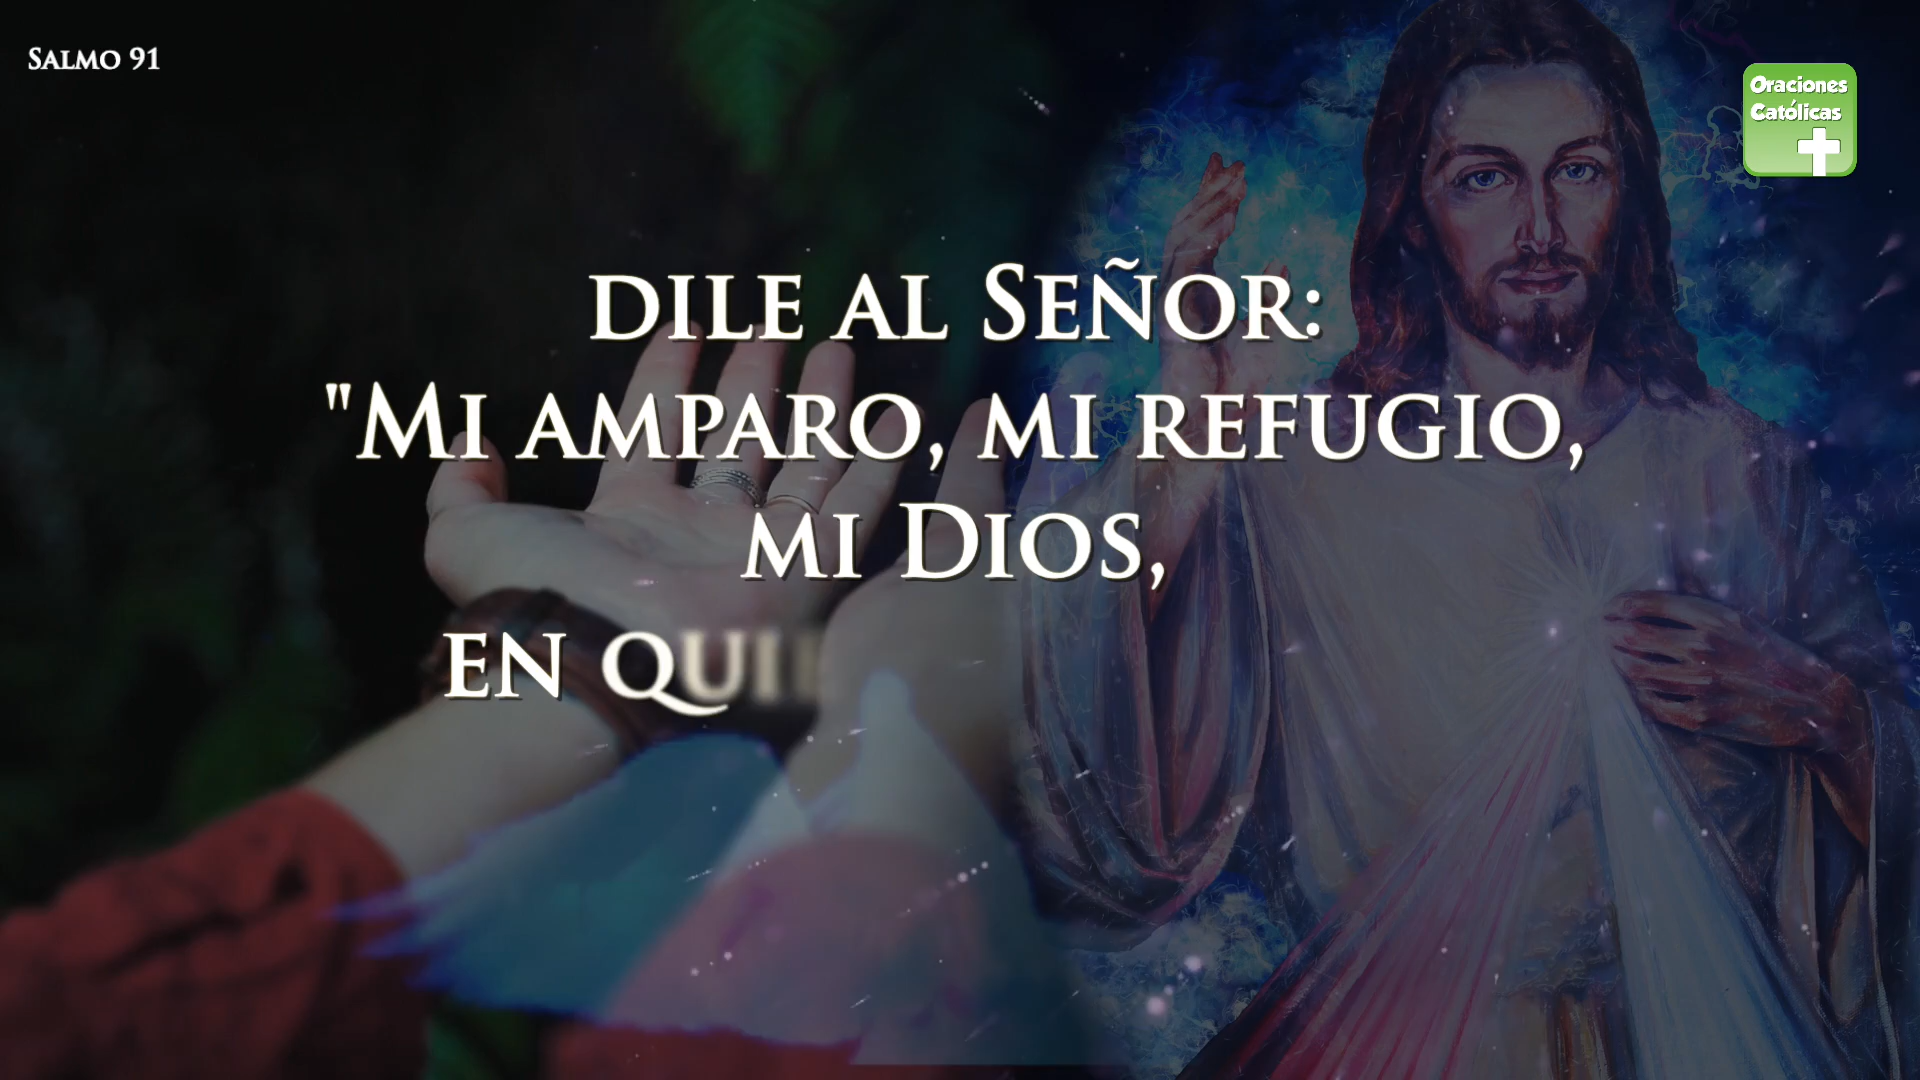 Salmo 91
Oraciones
Católicas
dile al Señor:
"Mi amparo, mi refugio,
mi Dios,
en